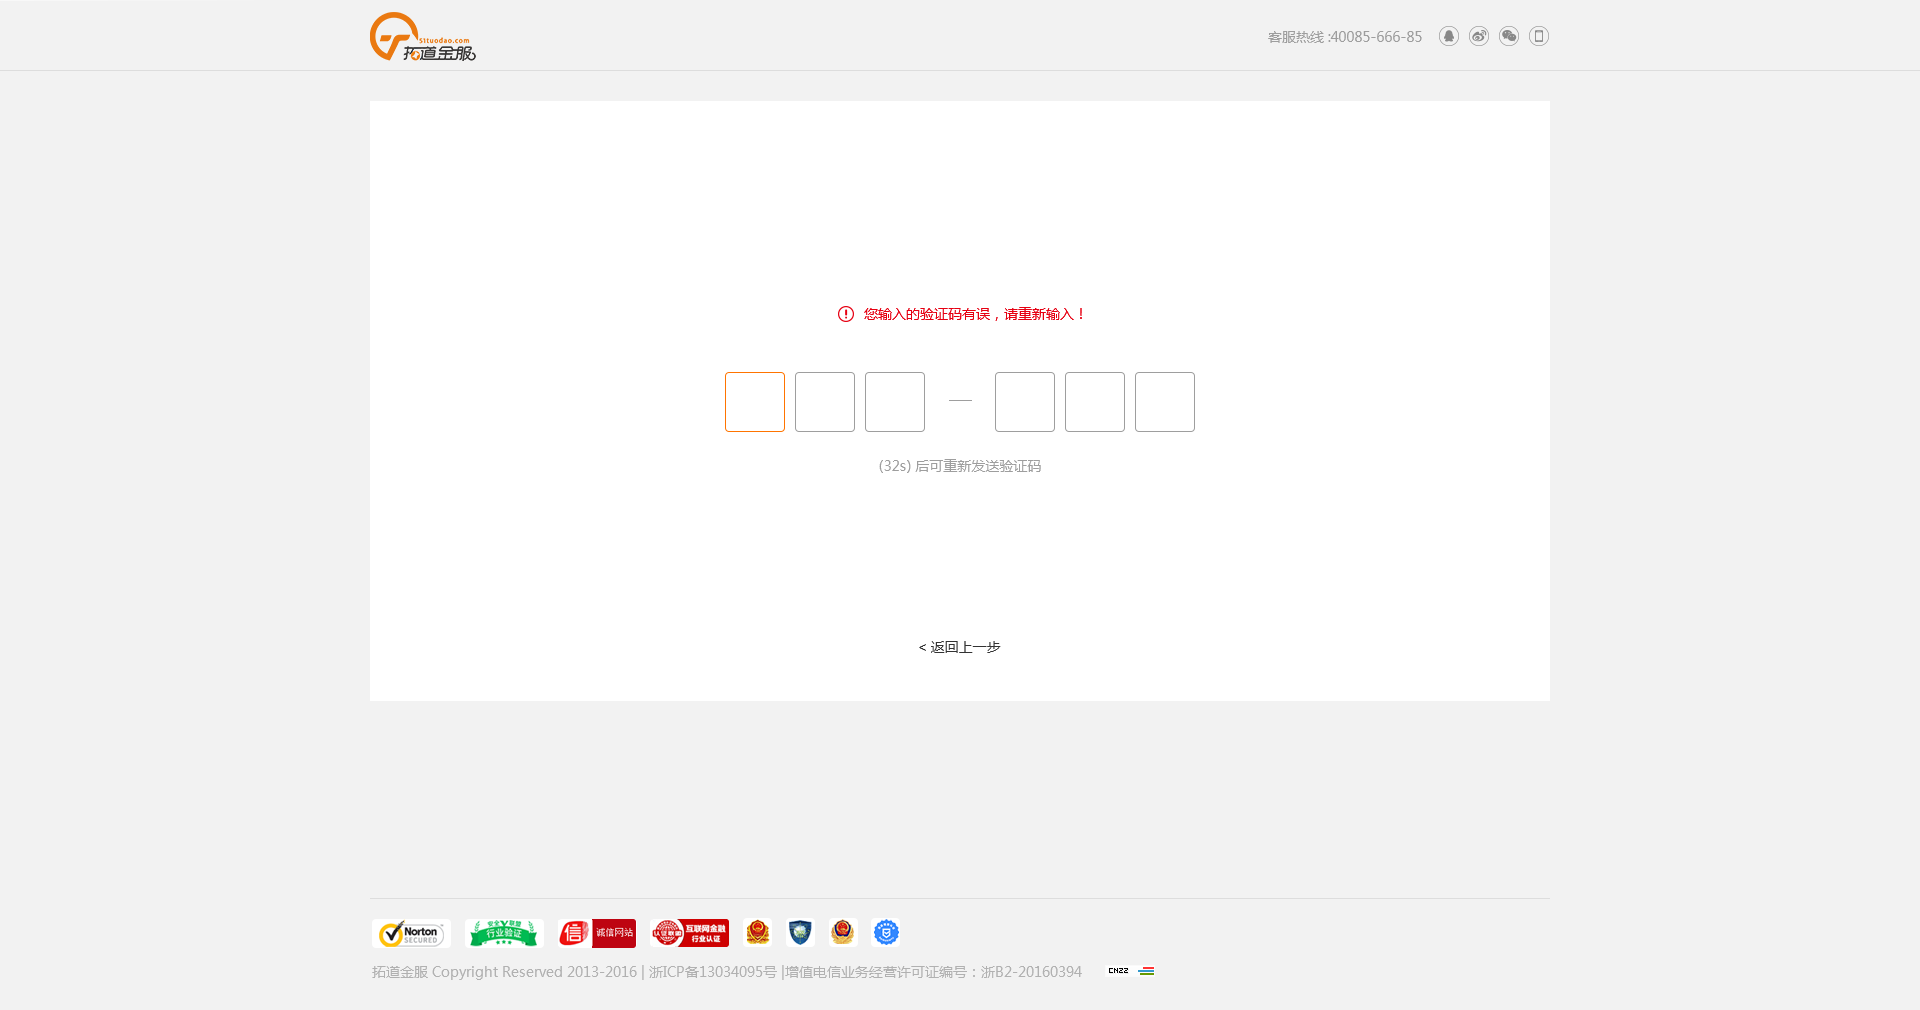 51tuodao.com
拓道金服
客服热线 :40085-666-85
您输入的验证码有误，请重新输入！
(32s) 后可重新发送验证码
< 返回上一步
Norton
SECURED
安全联盟
行业验证
信 诚信网站
互联网金融
行业认证
拓道金服 Copyright Reserved 2013-2016 | 浙ICP备13034095号 |增值电信业务经营许可证编号：浙B2-20160394
CNZZ